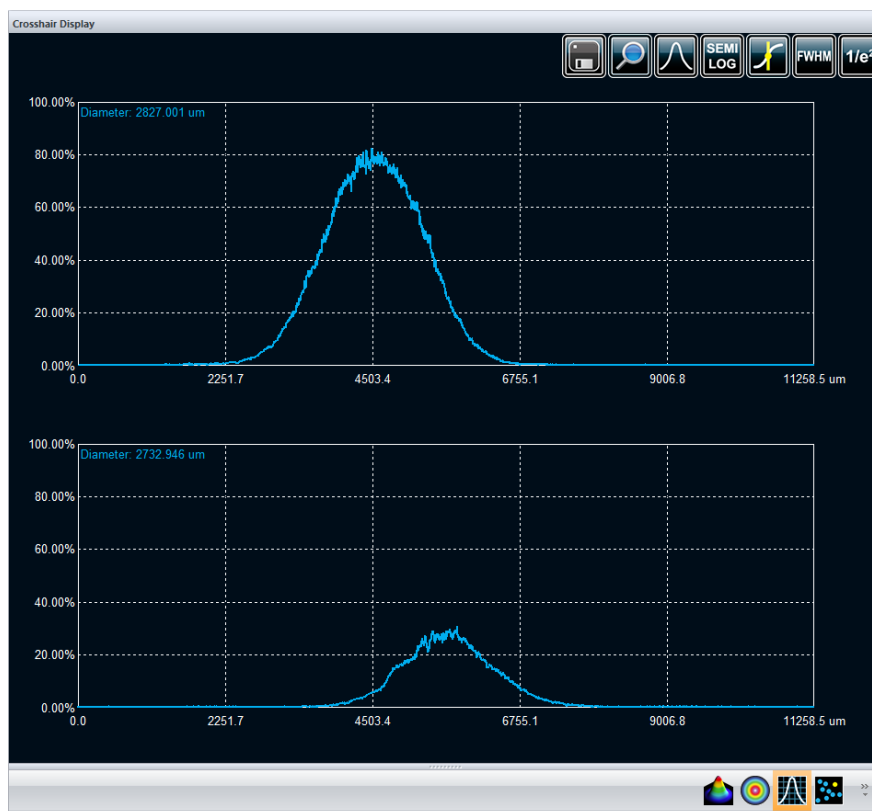 Crosshair Display
SEMI LOG
FWHM
1/e²
Diameter: 2827.001 um
100.00%
80.00%
60.00%
40.00%
20.00%
0.00%
0.0 2251.7 4503.4 6755.1 9006.8 11258.5 um
Diameter: 2732.946 um
100.00%
80.00%
60.00%
40.00%
20.00%
0.00%
0.0 2251.7 4503.4 6755.1 9006.8 11258.5 um